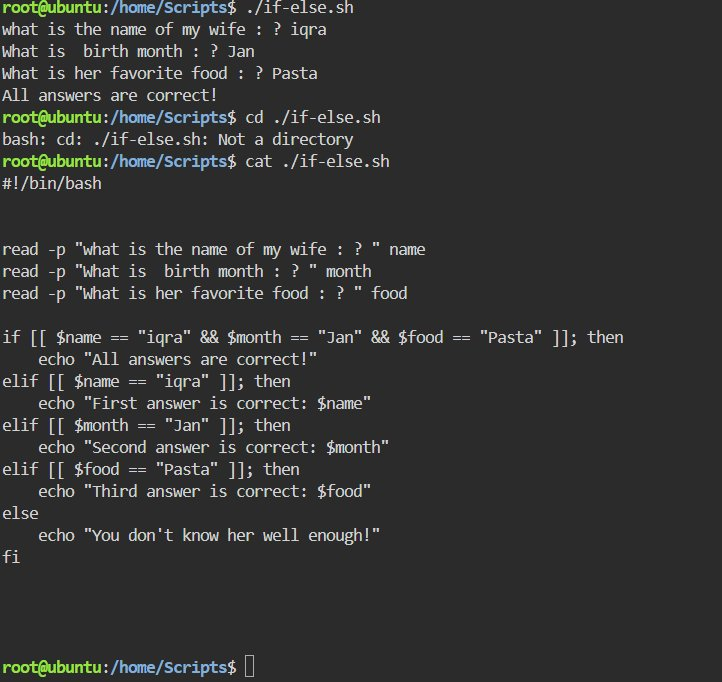 root@ubuntu:/home/Scripts$ ./if-else.sh
what is the name of my wife : ? iqra
What is  birth month : ? Jan
What is her favorite food : ? Pasta
All answers are correct!
root@ubuntu:/home/Scripts$ cd ./if-else.sh
bash: cd: ./if-else.sh: Not a directory
root@ubuntu:/home/Scripts$ cat ./if-else.sh
#!/bin/bash
read -p "what is the name of my wife : ? " name
read -p "What is  birth month : ? " month
read -p "What is her favorite food : ? " food
if [[ $name == "iqra" && $month == "Jan" && $food == "Pasta" ]]; then
    echo "All answers are correct!"
elif [[ $name == "iqra" ]]; then
    echo "First answer is correct: $name"
elif [[ $month == "Jan" ]]; then
    echo "Second answer is correct: $month"
elif [[ $food == "Pasta" ]]; then
    echo "Third answer is correct: $food"
else
    echo "You don't know her well enough!"
fi
root@ubuntu:/home/Scripts$